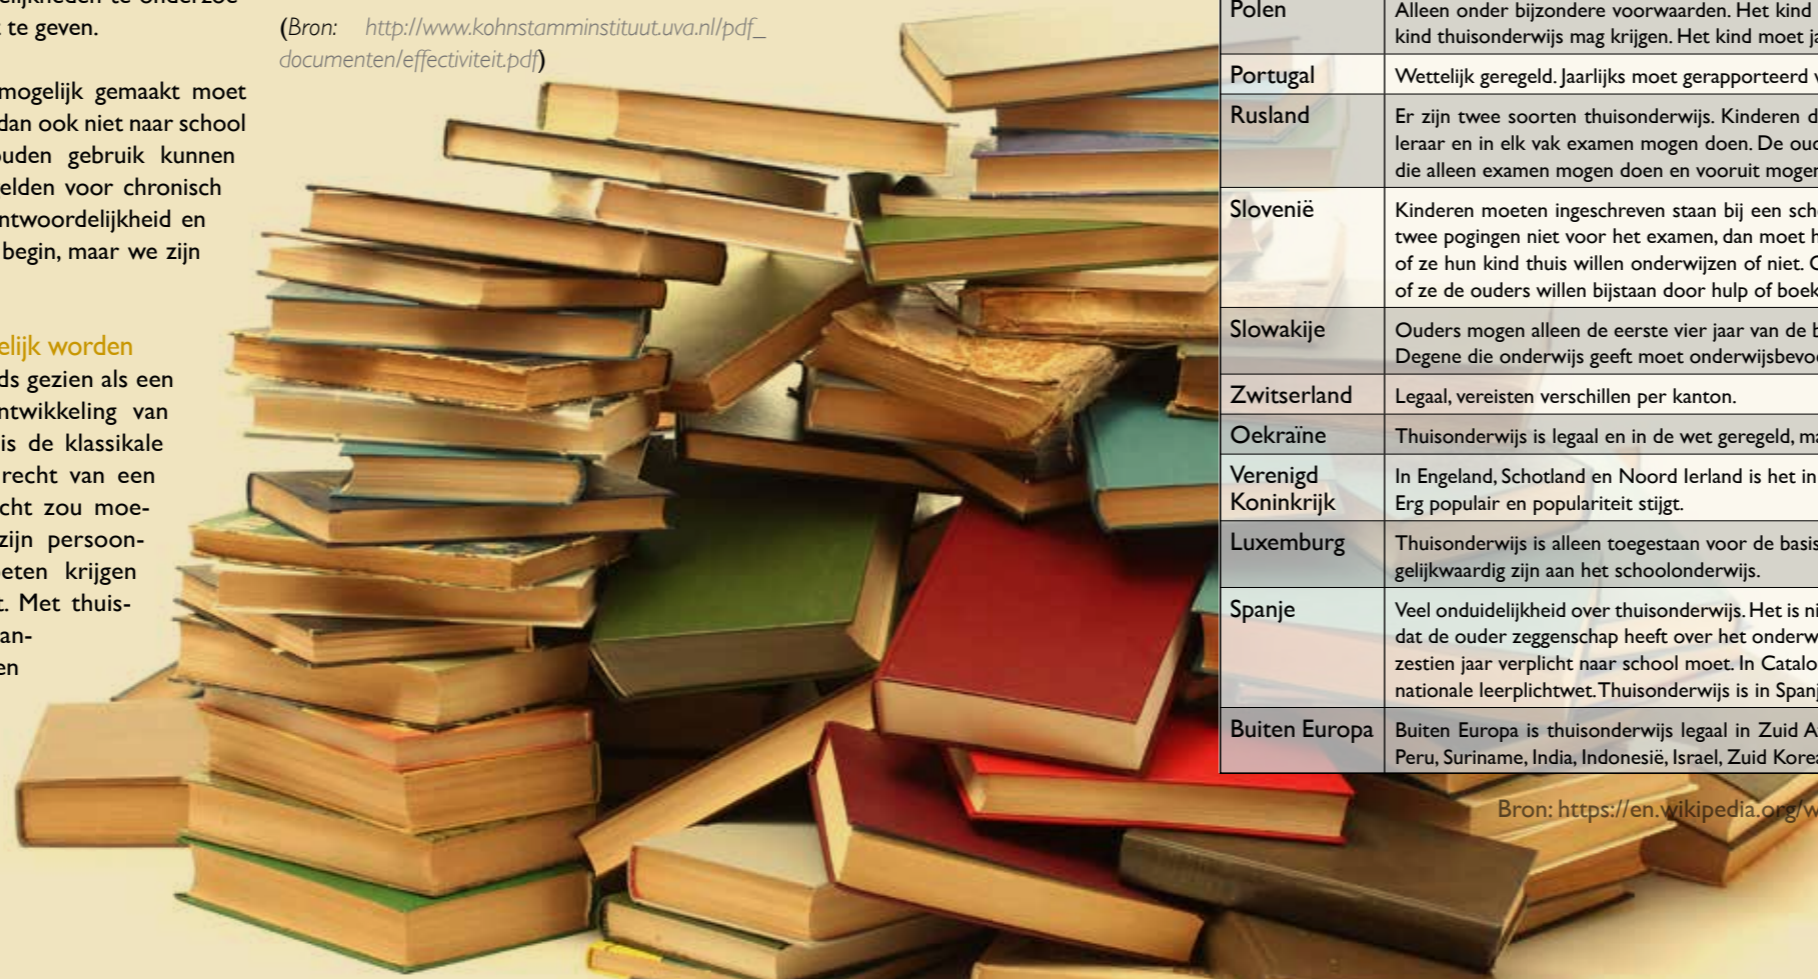 te geven.
mogelijk gemaakt moet
dan ook niet naar school
gebruik kunnen
voor chronisch
en
begin, maar we zijn
worden
gezien als een
van
is de klassikale
recht van een
zou moe-
zijn persoon-
krijgen
Met thuis-
(Bron: http://www.kohnstamminstituut.uva.nl/pdf_
documenten/effectiviteit.pdf)
Polen
Alleen onder bijzondere voorwaarden. Het kind
kind thuisonderwijs mag krijgen. Het kind moet
Portugal
Wettelijk geregeld. Jaarlijks moet gerapporteerd
Rusland
Er zijn twee soorten thuisonderwijs. Kinderen
leraar en in elk vak examen mogen doen. De
die alleen examen mogen doen en vooruit
Slovenië
Kinderen moeten ingeschreven staan bij een
twee pogingen niet voor het examen, dan moet
of ze hun kind thuis willen onderwijzen of niet.
of ze de ouders willen bijstaan door hulp of
Slowakije
Ouders mogen alleen de eerste vier jaar van de
Degene die onderwijs geeft moet
Zwitserland
Legaal, vereisten verschillen per kanton.
Oekraïne
Thuisonderwijs is legaal en in de wet geregeld,
Verenigd
Koninkrijk
In Engeland, Schotland en Noord Ierland is het in
Erg populair en populariteit stijgt.
Luxemburg
Thuisonderwijs is alleen toegestaan voor de
gelijkwaardig zijn aan het schoolonderwijs.
Spanje
Veel onduidelijkheid over thuisonderwijs. Het is
dat de ouder zeggenschap heeft over het
zestien jaar verplicht naar school moet. In
nationale leerplichtwet. Thuisonderwijs is in
Buiten Europa
Buiten Europa is thuisonderwijs legaal in Zuid
Peru, Suriname, India, Indonesië, Israel, Zuid
Bron: https://en.wikipedia.org/w